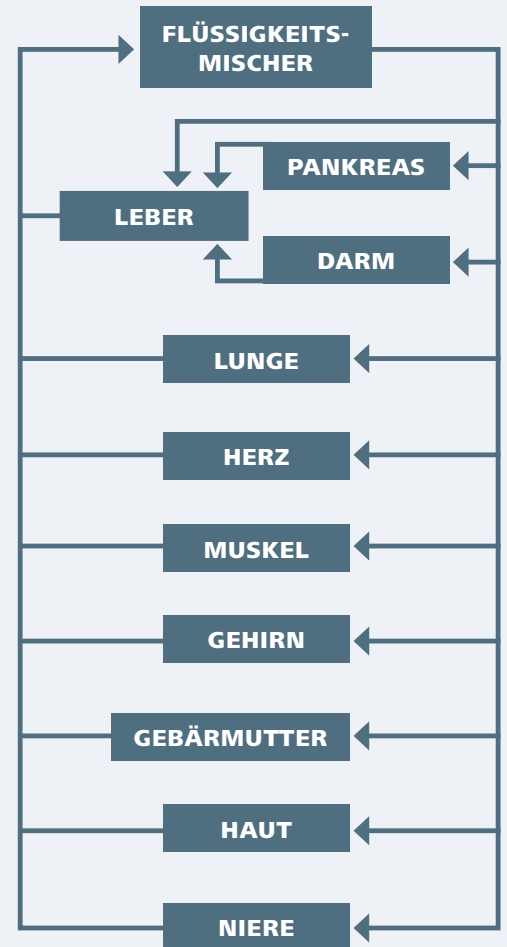 FLÜSSIGKEITS-
MISCHER
PANKREAS
LEBER
DARM
LUNGE
HERZ
MUSKEL
GEHIRN
GEBÄRMUTTER
HAUT
NIERE